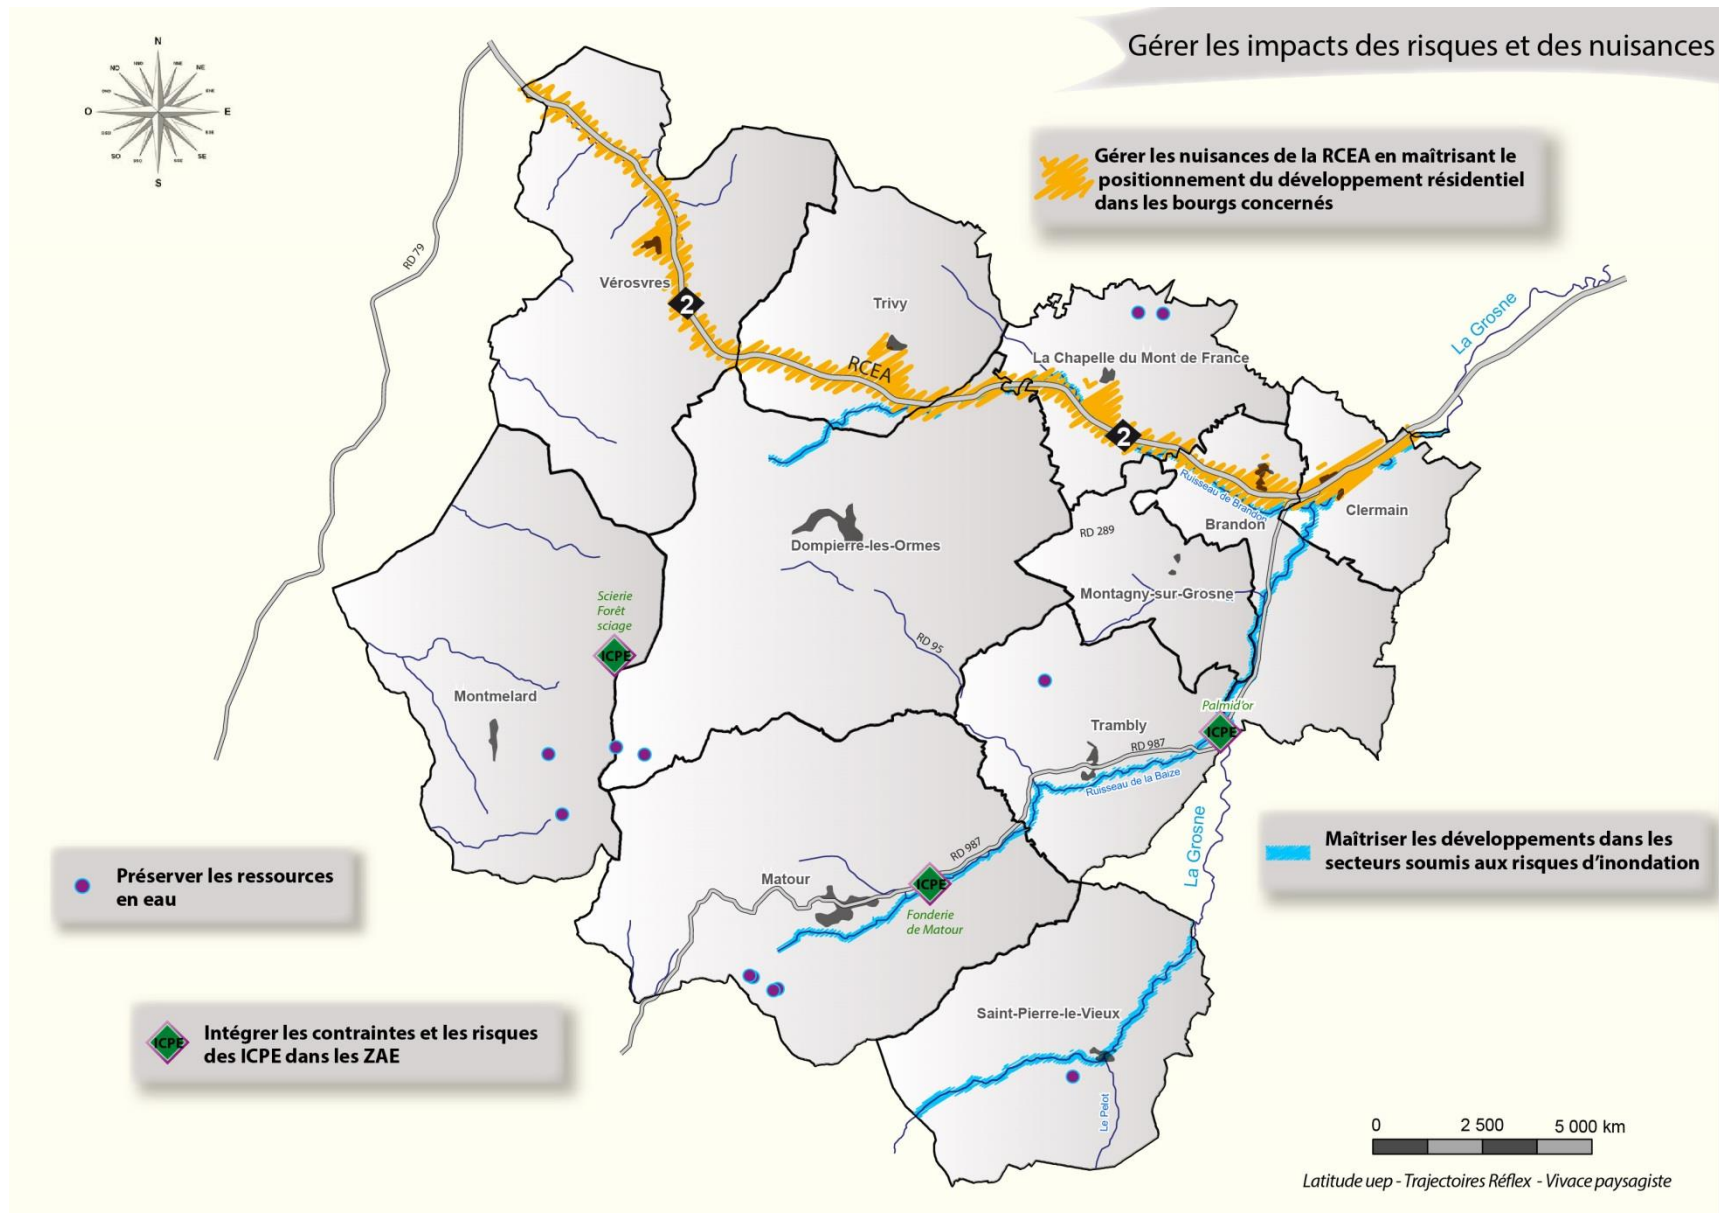 Gérer les impacts des risques et des nuisances
N
NNO
NNE
NO
NE
O
E
SO
SE
S
Gérer les nuisances de la RCEA en maîtrisant le
positionnement du développement résidentiel
dans les bourgs concernés
RD 79
Vérosvres
2
Trivy
RCEA
La Chapelle du Mont de France
2
La Grosne
Ruisseau de Brandon
Brandon
Clermain
RD 289
Dompierre-les-Ormes
Montagny-sur-Grosne
Scierie
Forêt
sciage
ICPE
RD 95
Montmelard
Palmid'or
ICPE
Trambly
RD 987
Ruisseau de la Baize
La Grosne
Maîtriser les développements dans les
secteurs soumis aux risques d'inondation
RD 987
Matour
ICPE
Fonderie
de Matour
Préserver les ressources
en eau
Saint-Pierre-le-Vieux
Le Pelot
ICPE
Intégrer les contraintes et les risques
des ICPE dans les ZAE
0 2 500 5 000 km
Latitude uep - Trajectoires Réflex - Vivace paysagiste